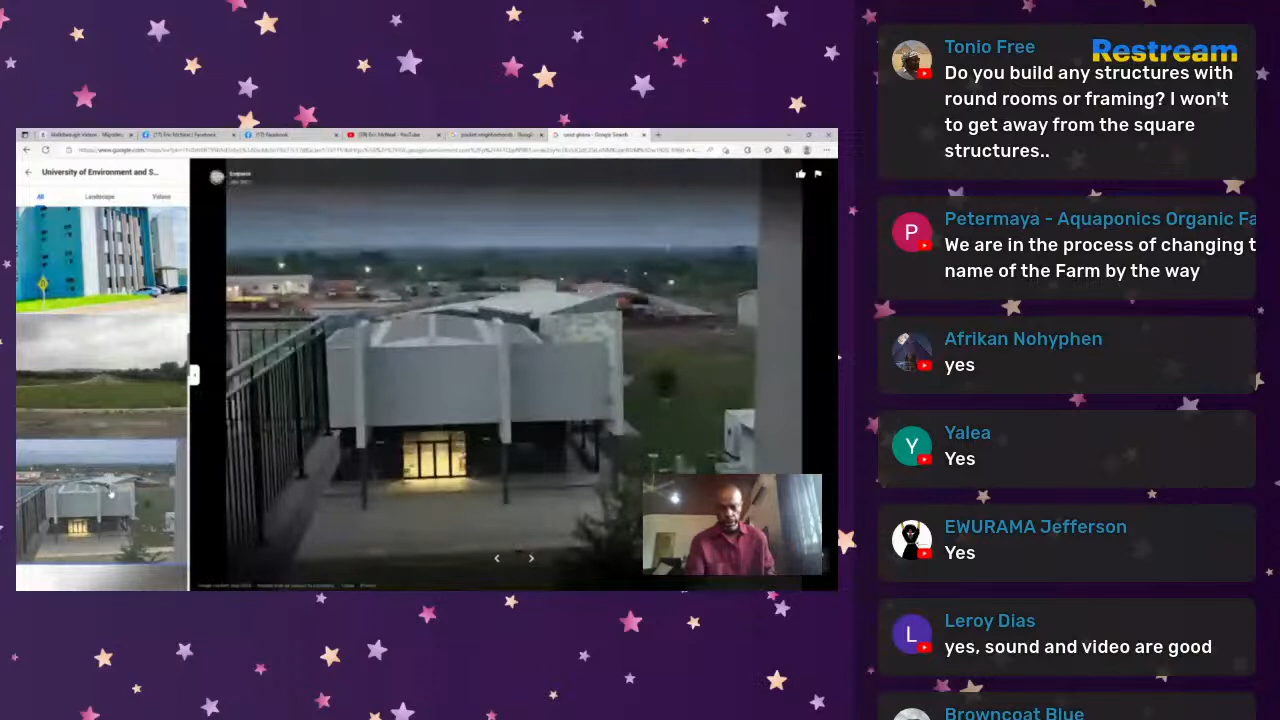 Restream
Tonio Free
Do you build any structures with
round rooms or framing? I won't
to get away from the square
structures..
P
Petermaya - Aquaponics Organic Fa
We are in the process of changing t
name of the Farm by the way
Afrikan Nohyphen
yes
Y
Yalea
Yes
EWURAMA Jefferson
Yes
L
Leroy Dias
yes, sound and video are good
Browncoat Blue
University of Environment and S...
All Landscape Videos